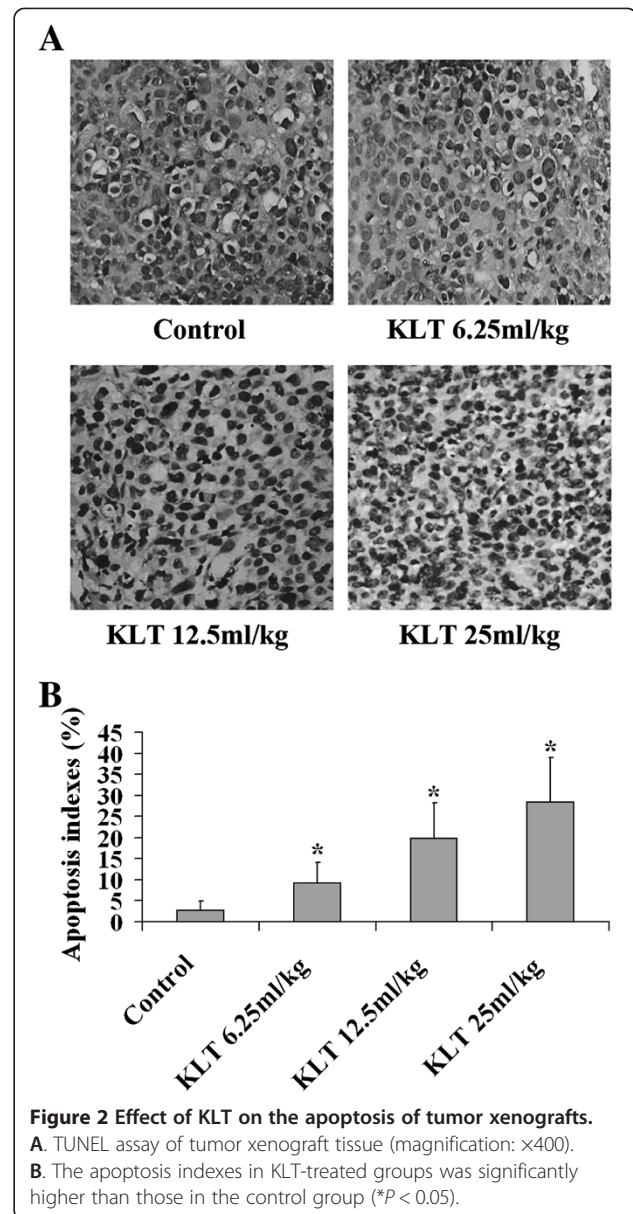 A
Control
KLT 6.25ml/kg
KLT 12.5ml/kg
KLT 25ml/kg
B
Apoptosis indexes (%)
45
40
35
30
25
20
15
10
5
0
*
*
*
Control
KLT 6.25ml/kg
KLT 12.5ml/kg
KLT 25ml/kg
Figure 2 Effect of KLT on the apoptosis of tumor xenografts.
A. TUNEL assay of tumor xenograft tissue (magnification: ×400).
B. The apoptosis indexes in KLT-treated groups was significantly
higher than those in the control group (*P < 0.05).